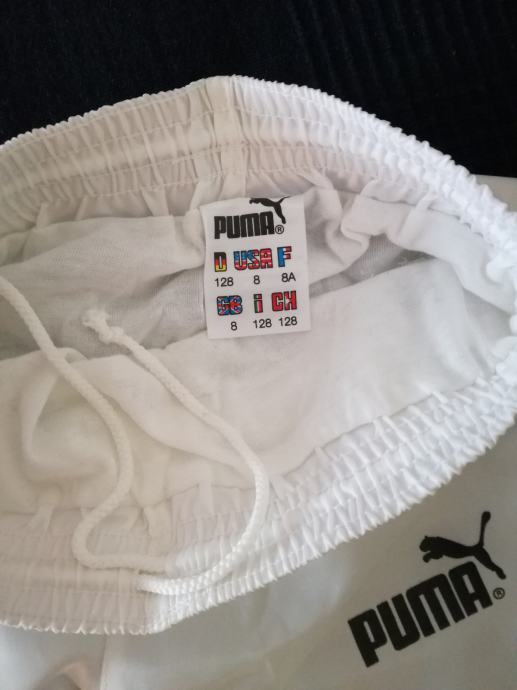 PUMA®
D USA F
128 8 8A
GB I CH
8 128 128
PUMA®